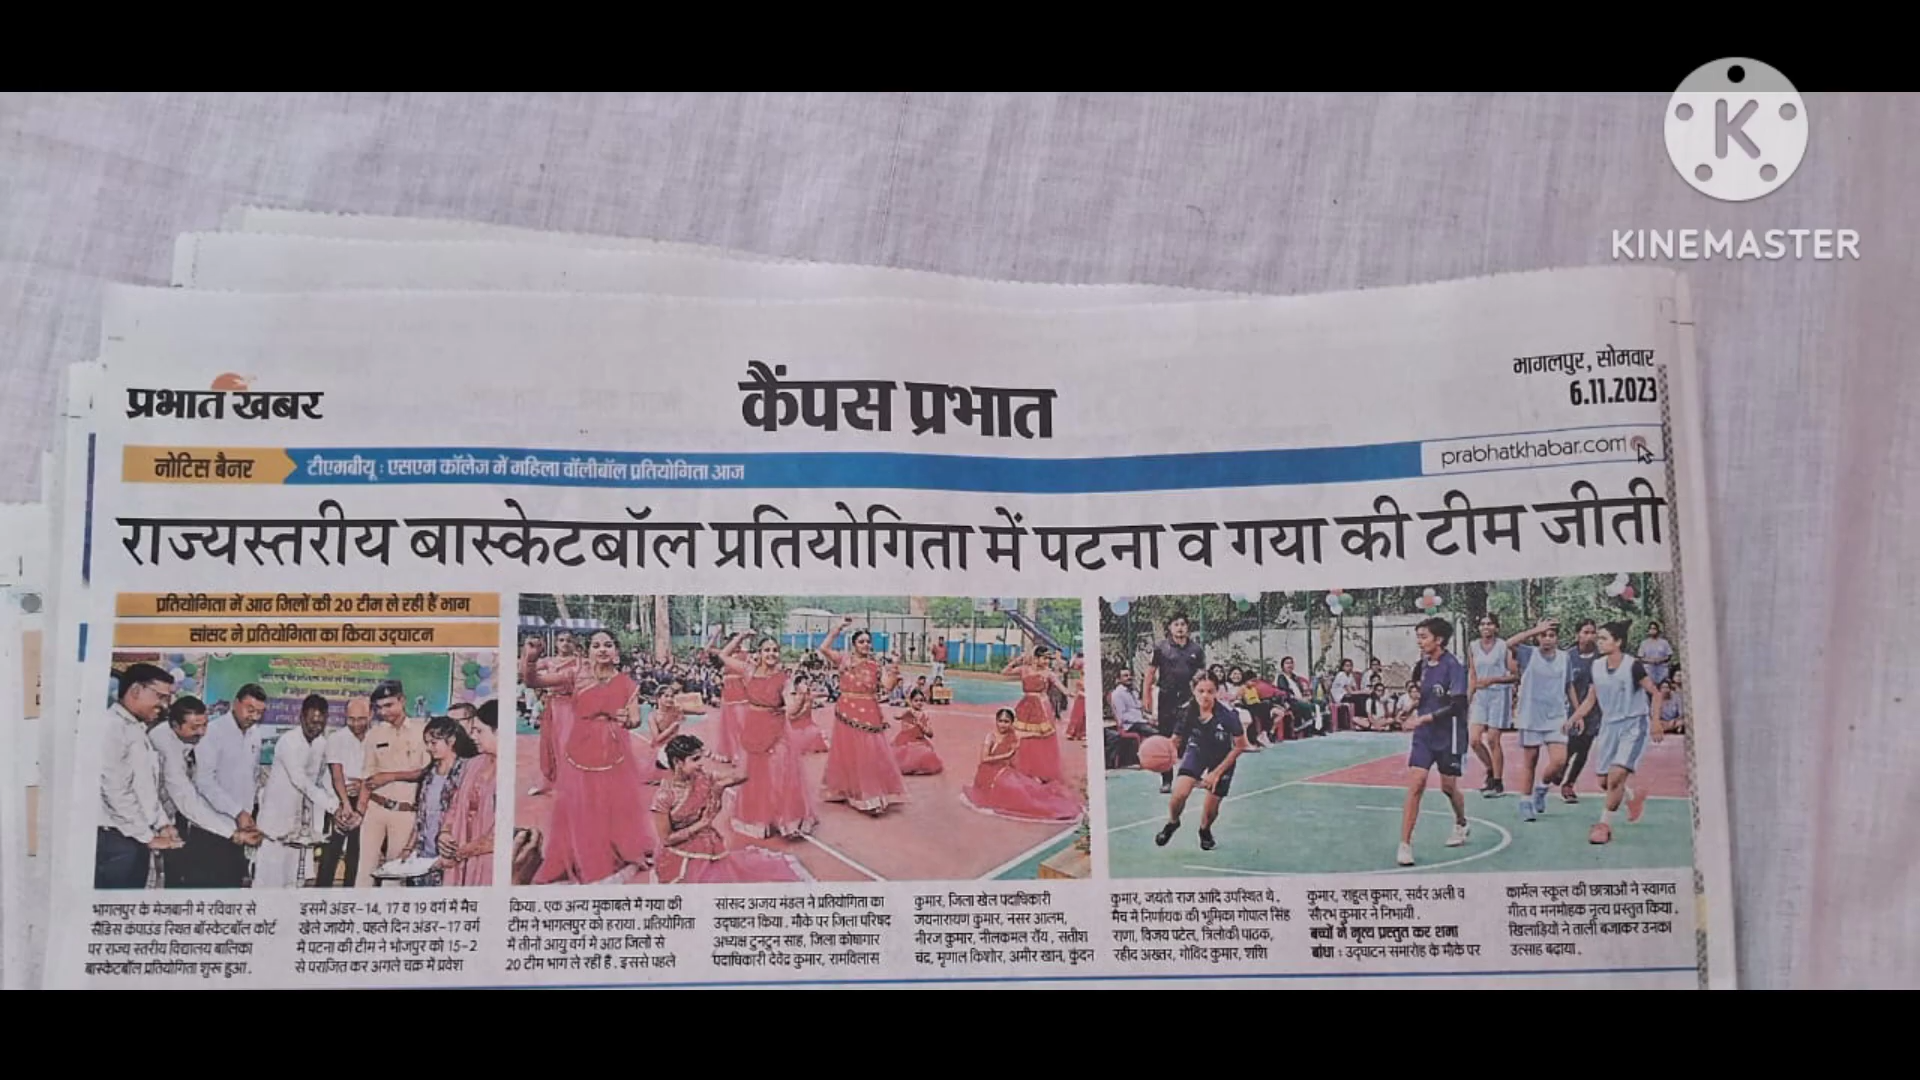 KINEMASTER
प्रभात खबर
कैंपस प्रभात
भागलपुर, सोमवार
6.11.2023
prabhatkhabar.com
नोटिस बैनर
टीएमबीयू : एसएम कॉलेज में महिला वॉलीबॉल प्रतियोगिता आज
राज्यस्तरीय बास्केटबॉल प्रतियोगिता में पटना व गया की टीम जीती
प्रतियोगिता में आठ जिलों की 20 टीम ले रही हैं भाग
सांसद ने प्रतियोगिता का किया उद्घाटन
भागलपुर के मेजबानी में रविवार से
सैंडिस कंपाउंड स्थित बॉस्केटबॉल कोर्ट
पर राज्य स्तरीय विद्यालय बालिका
बास्केटबॉल प्रतियोगिता शुरू हुआ.
इसमें अंडर-14, 17 व 19 वर्ग में मैच
खेले जायेंगे. पहले दिन अंडर-17 वर्ग
में पटना की टीम ने भोजपुर को 15-2
से पराजित कर अगले चक्र में प्रवेश
किया. एक अन्य मुकाबले में गया की
टीम ने भागलपुर को हराया. प्रतियोगिता
में तीनों आयु वर्ग में आठ जिलों से
20 टीम भाग ले रही हैं. इससे पहले
सांसद अजय मंडल ने प्रतियोगिता का
उद्घाटन किया. मौके पर जिला परिषद
अध्यक्ष टुनटुन साह, जिला कोषागार
पदाधिकारी देवेंद्र कुमार, रामविलास
कुमार, जिला खेल पदाधिकारी
जयनारायण कुमार, नसर आलम,
नीरज कुमार, नीलकमल रॉय, सतीश
चंद्र, मृणाल किशोर, अमीर खान, कुंदन
कुमार, जयंतो राज आदि उपस्थित थे.
मैच में निर्णायक की भूमिका गोपाल सिंह
राणा, विजय पटेल, त्रिलोकी पाठक,
रहीद अख्तर, गोविंद कुमार, शशि
कुमार, राहुल कुमार, सर्वर अली व
सौरभ कुमार ने निभायी.
बच्चों ने नृत्य प्रस्तुत कर शमा
बांधा : उद्घाटन समारोह के मौके पर
कार्मेल स्कूल की छात्राओं ने स्वागत
गीत व मनमोहक नृत्य प्रस्तुत किया.
खिलाड़ियों ने ताली बजाकर उनका
उत्साह बढ़ाया.